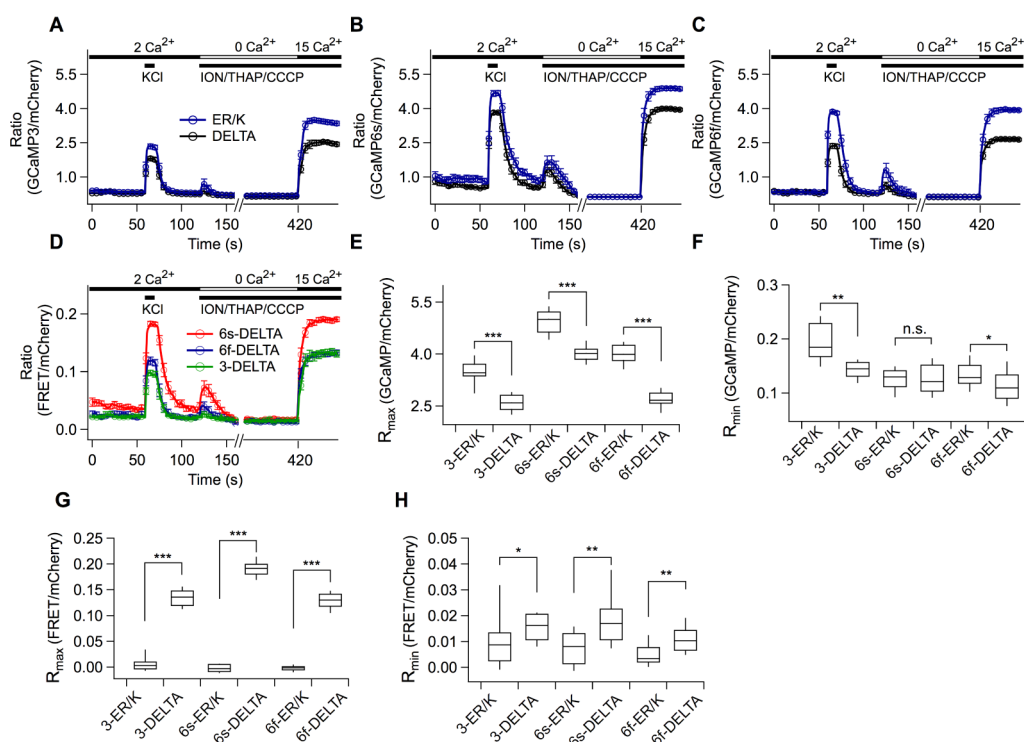 A
2 Ca2+ 0 Ca2+ 15 Ca2+
KCl ION/THAP/CCCP
5.5
4.0
2.5
1.0
Ratio
(GCaMP3/mCherry)
ER/K
DELTA
0 50 100 150 420
Time (s)
B
2 Ca2+ 0 Ca2+ 15 Ca2+
KCl ION/THAP/CCCP
5.5
4.0
2.5
1.0
Ratio
(GCaMP6s/mCherry)
0 50 100 150 420
Time (s)
C
2 Ca2+ 0 Ca2+ 15 Ca2+
KCl ION/THAP/CCCP
5.5
4.0
2.5
1.0
Ratio
(GCaMP6f/mCherry)
0 50 100 150 420
Time (s)
D
2 Ca2+ 0 Ca2+ 15 Ca2+
KCl ION/THAP/CCCP
0.2
0.1
0.0
Ratio
(FRET/mCherry)
6s-DELTA
6f-DELTA
3-DELTA
0 50 100 150 420
Time (s)
E
Rmax (GCaMP/mCherry)
5.5
4.0
2.5
*** *** ***
3-ER/K 3-DELTA 6s-ER/K 6s-DELTA 6f-ER/K 6f-DELTA
F
Rmin (GCaMP/mCherry)
0.3
0.2
0.1
** n.s. *
3-ER/K 3-DELTA 6s-ER/K 6s-DELTA 6f-ER/K 6f-DELTA
G
Rmax (FRET/mCherry)
0.25
0.20
0.15
0.10
0.05
0.00
*** *** ***
3-ER/K 3-DELTA 6s-ER/K 6s-DELTA 6f-ER/K 6f-DELTA
H
Rmin (FRET/mCherry)
0.05
0.04
0.03
0.02
0.01
0.00
* ** **
3-ER/K 3-DELTA 6s-ER/K 6s-DELTA 6f-ER/K 6f-DELTA